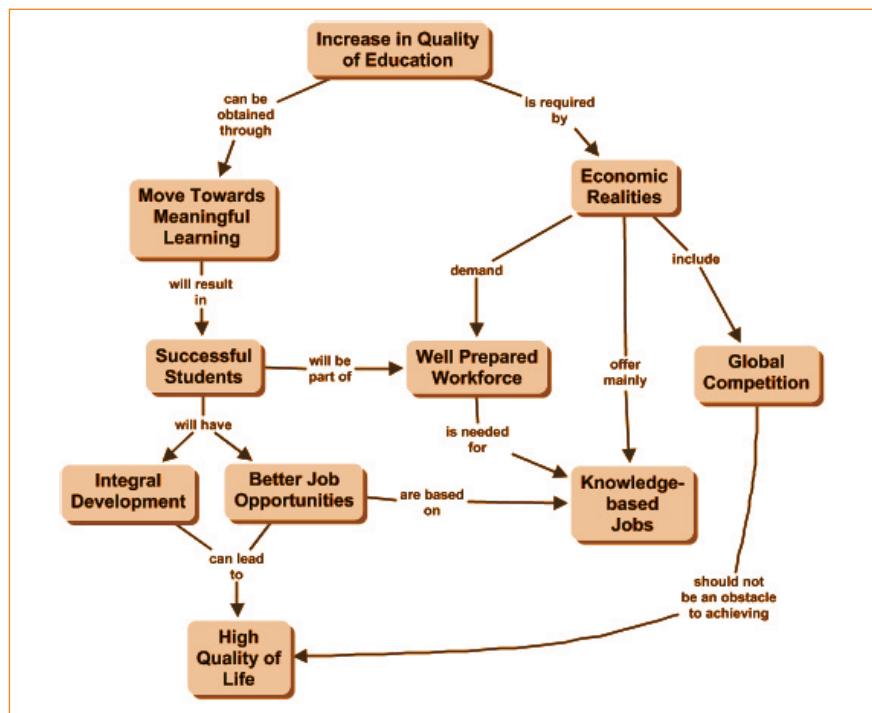 Increase in Quality
of Education
can be
obtained
through
is required
by
Move Towards
Meaningful
Learning
Economic
Realities
will result
in
demand
include
offer
mainly
Successful
Students
will be
part of
Well Prepared
Workforce
Global
Competition
will have
is needed
for
Integral
Development
Better Job
Opportunities
are based
on
Knowledge-
based
Jobs
can lead
to
should not
be an obstacle
to achieving
High
Quality of
Life